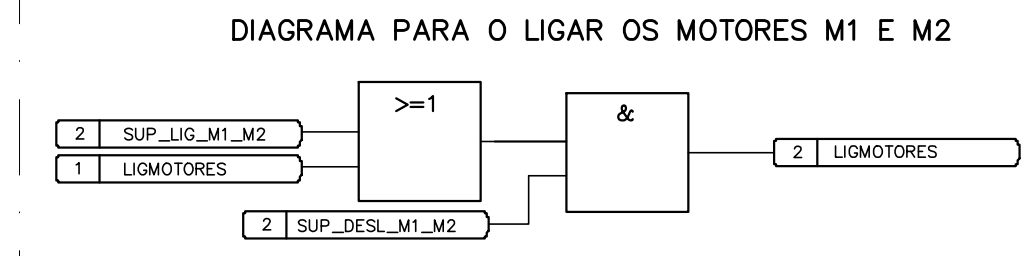 DIAGRAMA PARA O LIGAR OS MOTORES M1 E M2
>=1
&
2 SUP_LIG_M1_M2
1 LIGMOTORES
2 LIGMOTORES
2 SUP_DESL_M1_M2